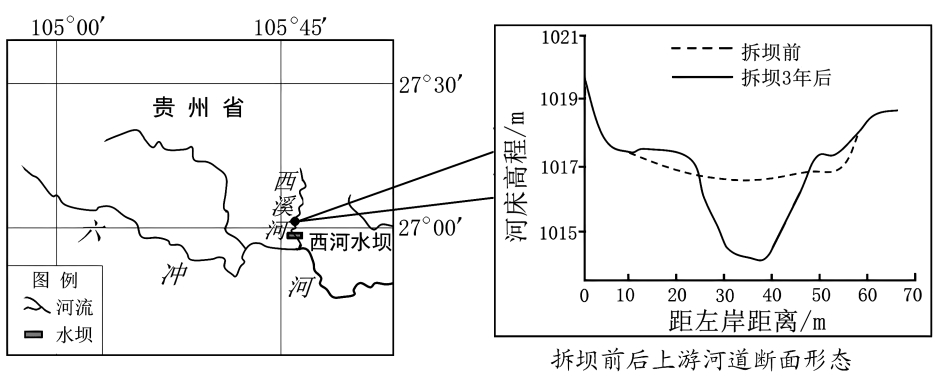 105°00′
105°45′
27°30′
贵州省
西溪河
27°00′
西河水坝
六冲河
图例
河流
水坝
1021
1019
1017
1015
河床高程/m
拆坝前
拆坝3年后
0 10 20 30 40 50 60 70
距左岸距离/m
拆坝前后上游河道断面形态